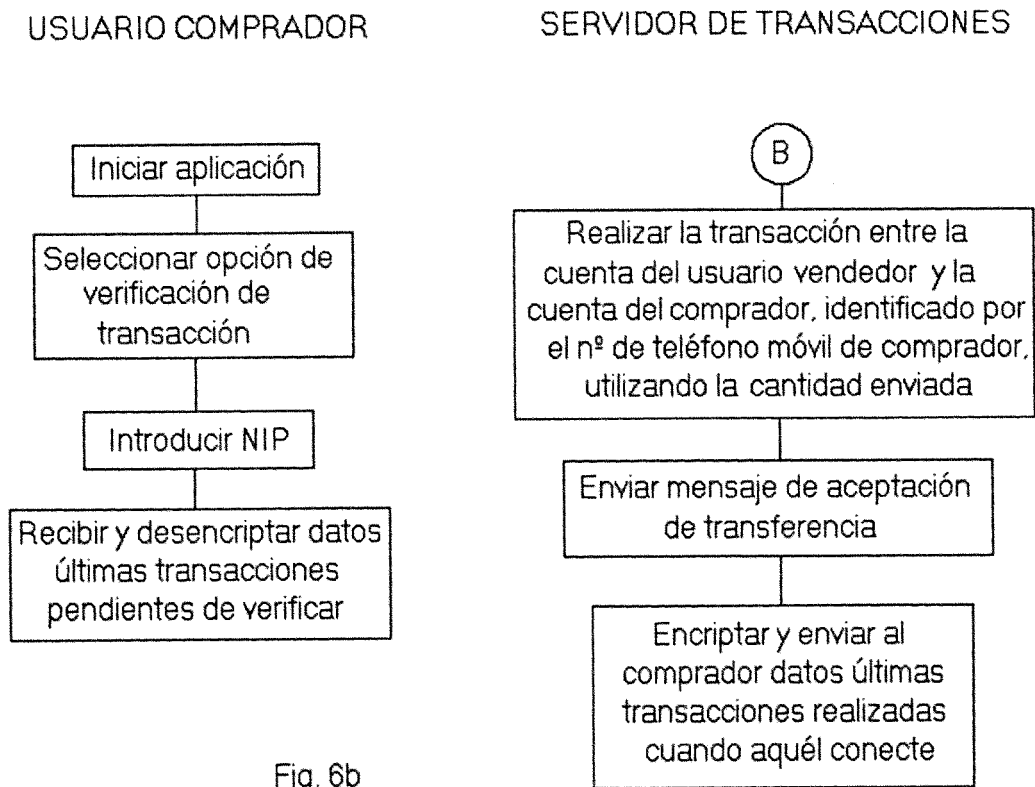 USUARIO COMPRADOR
Iniciar aplicación
Seleccionar opción de
verificación de
transacción
Introducir NIP
Recibir y desencriptar datos
últimas transacciones
pendientes de verificar
SERVIDOR DE TRANSACCIONES
B
Realizar la transacción entre la
cuenta del usuario vendedor y la
cuenta del comprador, identificado por
el nº de teléfono móvil de comprador,
utilizando la cantidad enviada
Enviar mensaje de aceptación
de transferencia
Encriptar y enviar al
comprador datos últimas
transacciones realizadas
cuando aquél conecte
Fig. 6b